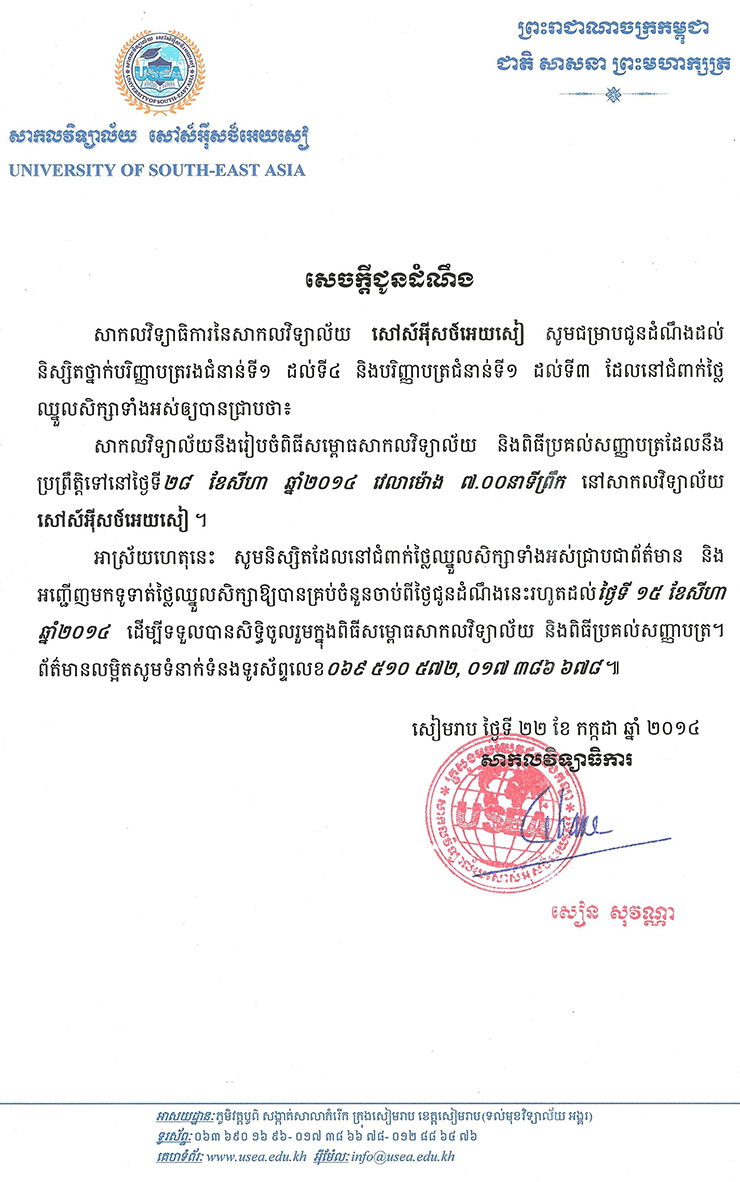 ព្រះរាជាណាចក្រកម្ពុជា
ជាតិ សាសនា ព្រះមហាក្សត្រ
USEA
UNIVERSITY OF SOUTH-EAST ASIA
សាកលវិទ្យាល័យ សៅស៍អ៊ីសថ៍អេយសៀ
UNIVERSITY OF SOUTH-EAST ASIA
សេចក្តីជូនដំណឹង
សាកលវិទ្យាធិការនៃសាកលវិទ្យាល័យ សៅស៍អ៊ីសថ៍អេយសៀ សូមជម្រាបជូនដំណឹងដល់
និស្សិតថ្នាក់បរិញ្ញាបត្ររងជំនាន់ទី១ ដល់ទី៤ និងបរិញ្ញាបត្រជំនាន់ទី១ ដល់ទី៣ ដែលនៅជំពាក់ថ្លៃ
ឈ្នួលសិក្សាទាំងអស់ឲ្យបានជ្រាបថា៖
សាកលវិទ្យាល័យនឹងរៀបចំពិធីសម្ពោធសាកលវិទ្យាល័យ និងពិធីប្រគល់សញ្ញាបត្រដែលនឹង
ប្រព្រឹត្តិទៅនៅថ្ងៃទី២៨ ខែសីហា ឆ្នាំ២០១៤ វេលាម៉ោង ៧.០០នាទីព្រឹក នៅសាកលវិទ្យាល័យ
សៅស៍អ៊ីសថ៍អេយសៀ ។
អាស្រ័យហេតុនេះ សូមនិស្សិតដែលនៅជំពាក់ថ្លៃឈ្នួលសិក្សាទាំងអស់ជ្រាបជាព័ត៌មាន និង
អញ្ជើញមកទូទាត់ថ្លៃឈ្នួលសិក្សាឱ្យបានគ្រប់ចំនួនចាប់ពីថ្ងៃជូនដំណឹងនេះរហូតដល់ថ្ងៃទី ១៥ ខែសីហា
ឆ្នាំ២០១៤ ដើម្បីទទួលបានសិទ្ធិចូលរួមក្នុងពិធីសម្ពោធសាកលវិទ្យាល័យ និងពិធីប្រគល់សញ្ញាបត្រ។
ព័ត៌មានលម្អិតសូមទំនាក់ទំនងទូរស័ព្ទលេខ០៦៩ ៥១០ ៥៧២, ០១៧ ៣៨៦ ៦៧៨៕
សៀមរាប ថ្ងៃទី ២២ ខែ កក្កដា ឆ្នាំ ២០១៤
សាកលវិទ្យាធិការ
USEA
សៀន សុវណ្ណា
អាសយដ្ឋាន: ភូមិវត្តបូព៌ សង្កាត់សាលាកំរើក ក្រុងសៀមរាប ខេត្តសៀមរាប(ទល់មុខវិទ្យាល័យ អង្គរ)
ទូរស័ព្ទ: ០៦៣ ៦៩០ ១៦ ៩៦- ០១៧ ៣៨ ៦៦ ៧៨- ០១២ ៨៨ ៦៤ ៧៦
គេហទំព័រ: www.usea.edu.kh អ៊ីម៉ែល: info@usea.edu.kh